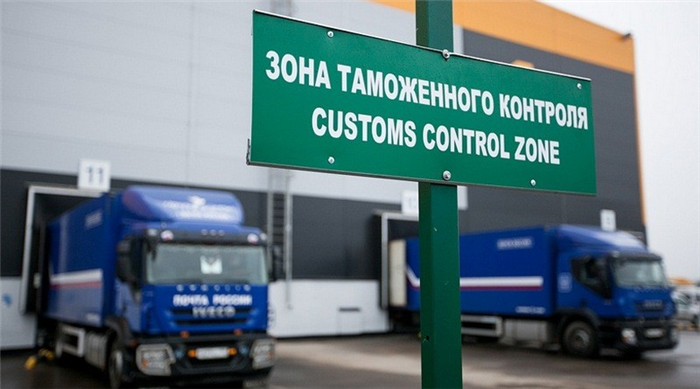 ЗОНА ТАМОЖЕННОГО КОНТРОЛЯ
CUSTOMS CONTROL ZONE
11
ПОЧТА РОССИИ
IVECO